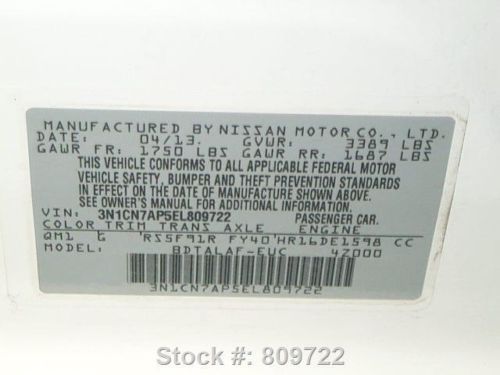 MANUFACTURED BY NISSAN MOTOR CO., LTD.
DATE: 04/13. GVWR: 3389 LBS
GAWR FR: 1750 LBS GAWR RR: 1687 LBS
THIS VEHICLE CONFORMS TO ALL APPLICABLE FEDERAL MOTOR
VEHICLE SAFETY, BUMPER AND THEFT PREVENTION STANDARDS
IN EFFECT ON THE DATE OF MANUFACTURE SHOWN ABOVE.
SEE OWNER'S MANUAL FOR ADDITIONAL INFORMATION
VIN: 3N1CN7AP5EL809722 PASSENGER CAR.
COLOR TRIM TRANS AXLE ENGINE
QM1 G RS5F91R FY40 HR16DE1598 CC
MODEL: BDTALAF-EUC 4Z000
3N1CN7AP5EL809722
Stock #: 809722